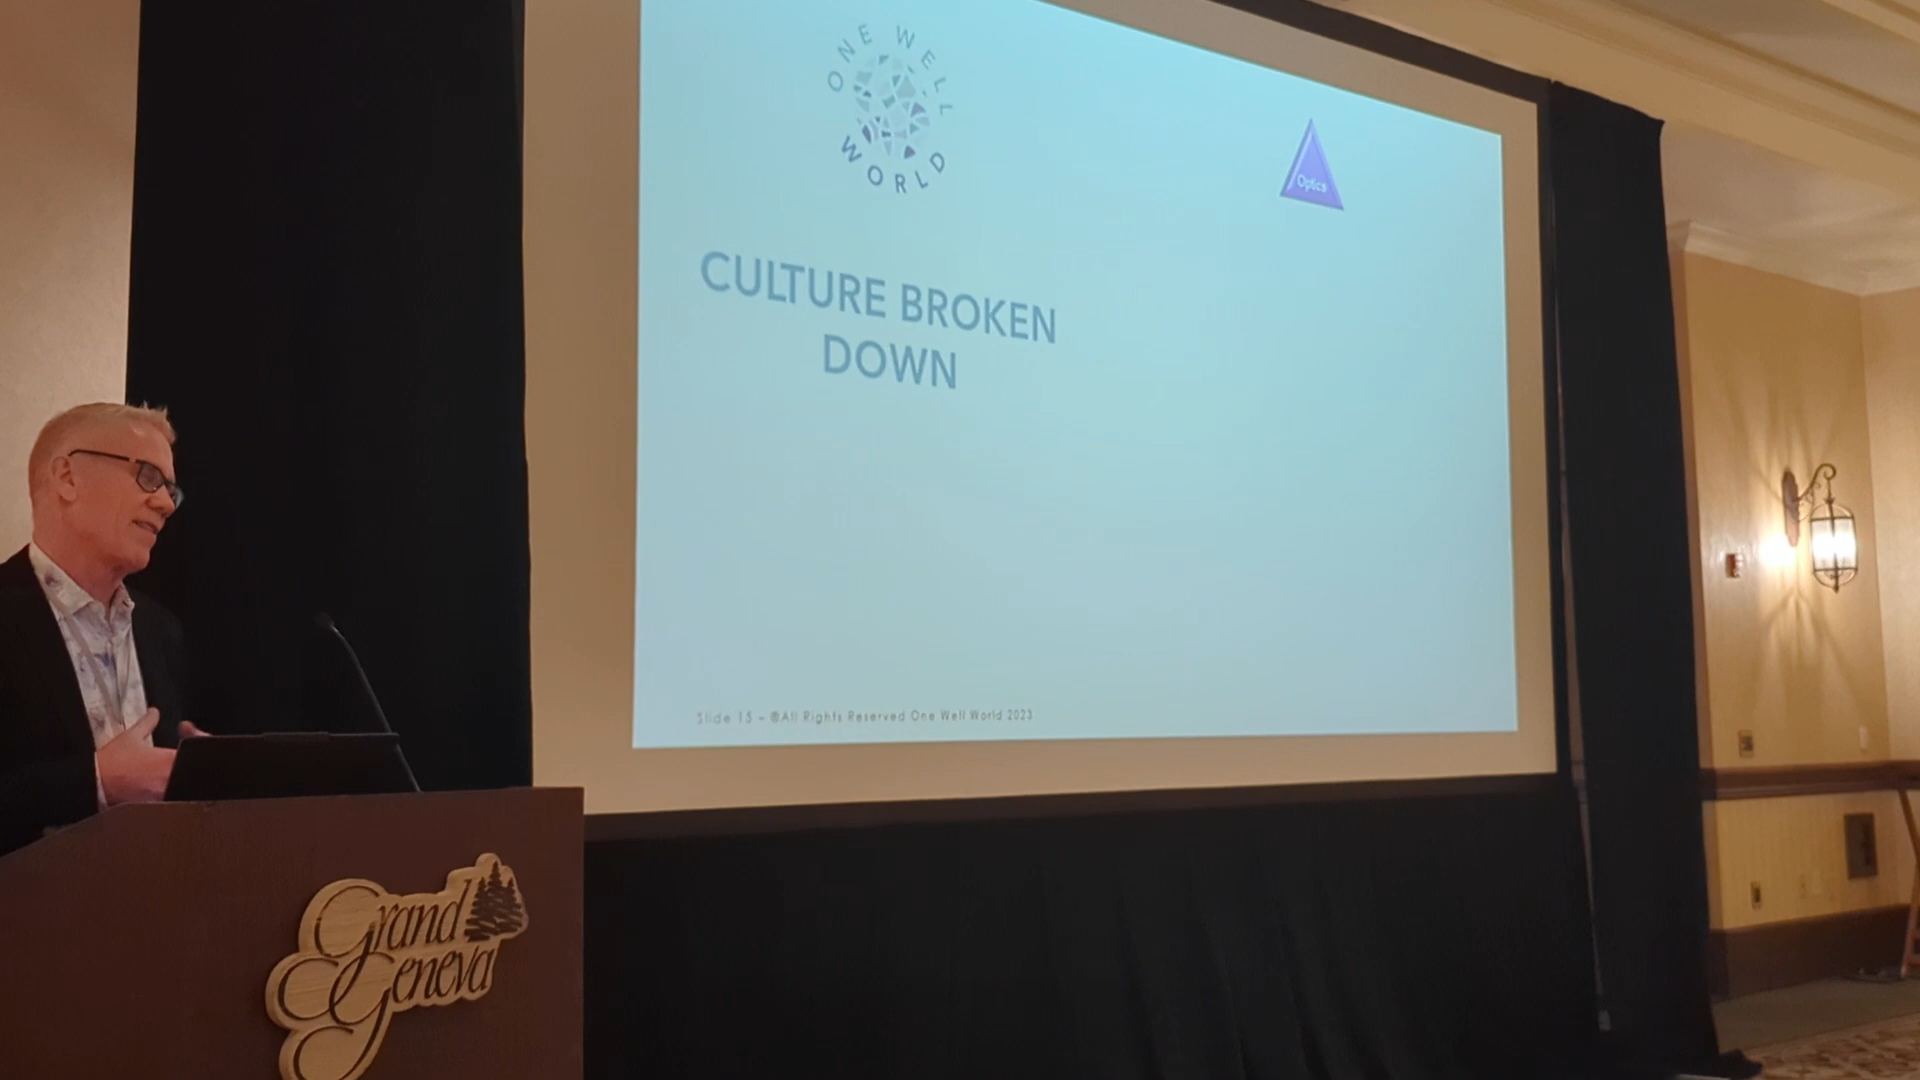 ONE WELL
WORLD
Optics
CULTURE BROKEN
DOWN
Slide 15 – ©All Rights Reserved One Well World 2023
Grand
Geneva